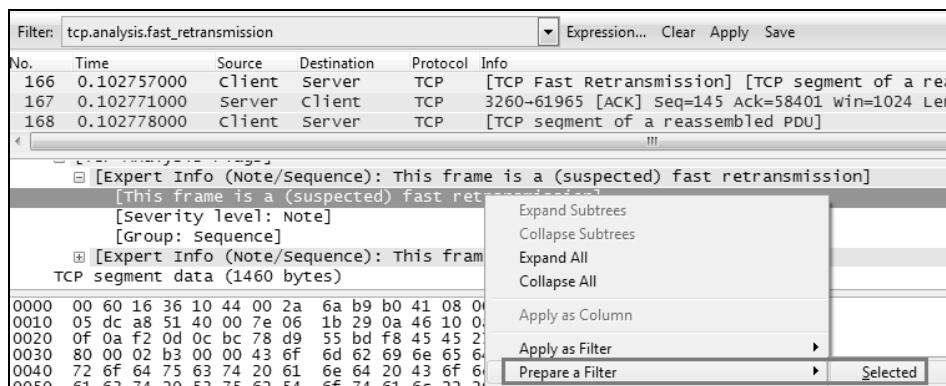 Filter: tcp.analysis.fast_retransmission Expression... Clear Apply Save
No. Time Source Destination Protocol Info
166 0.102757000 Client Server TCP [TCP Fast Retransmission] [TCP segment of a rea
167 0.102771000 Server Client TCP 3260→61965 [ACK] Seq=145 Ack=58401 Win=1024 Le
168 0.102778000 Client Server TCP [TCP segment of a reassembled PDU]
[Expert Info (Note/Sequence): This frame is a (suspected) fast retransmission]
[This frame is a (suspected) fast retransmission]
[Severity level: Note]
[Group: Sequence]
[Expert Info (Note/Sequence): This fram
TCP segment data (1460 bytes)
Expand Subtrees
Collapse Subtrees
Expand All
Collapse All
Apply as Column
Apply as Filter
Prepare a Filter
Selected
0000 00 60 16 36 10 44 00 2a 6a b9 b0 41 08 0
0010 05 dc a8 51 40 00 7e 06 1b 29 0a 46 10 0
0020 0f 0a f2 0d 0c bc 78 d9 55 bd f8 45 45 2
0030 80 00 02 b3 00 00 43 6f 6d 62 69 6e 65 6
0040 72 6f 64 75 63 74 20 61 6e 64 20 43 6f 6